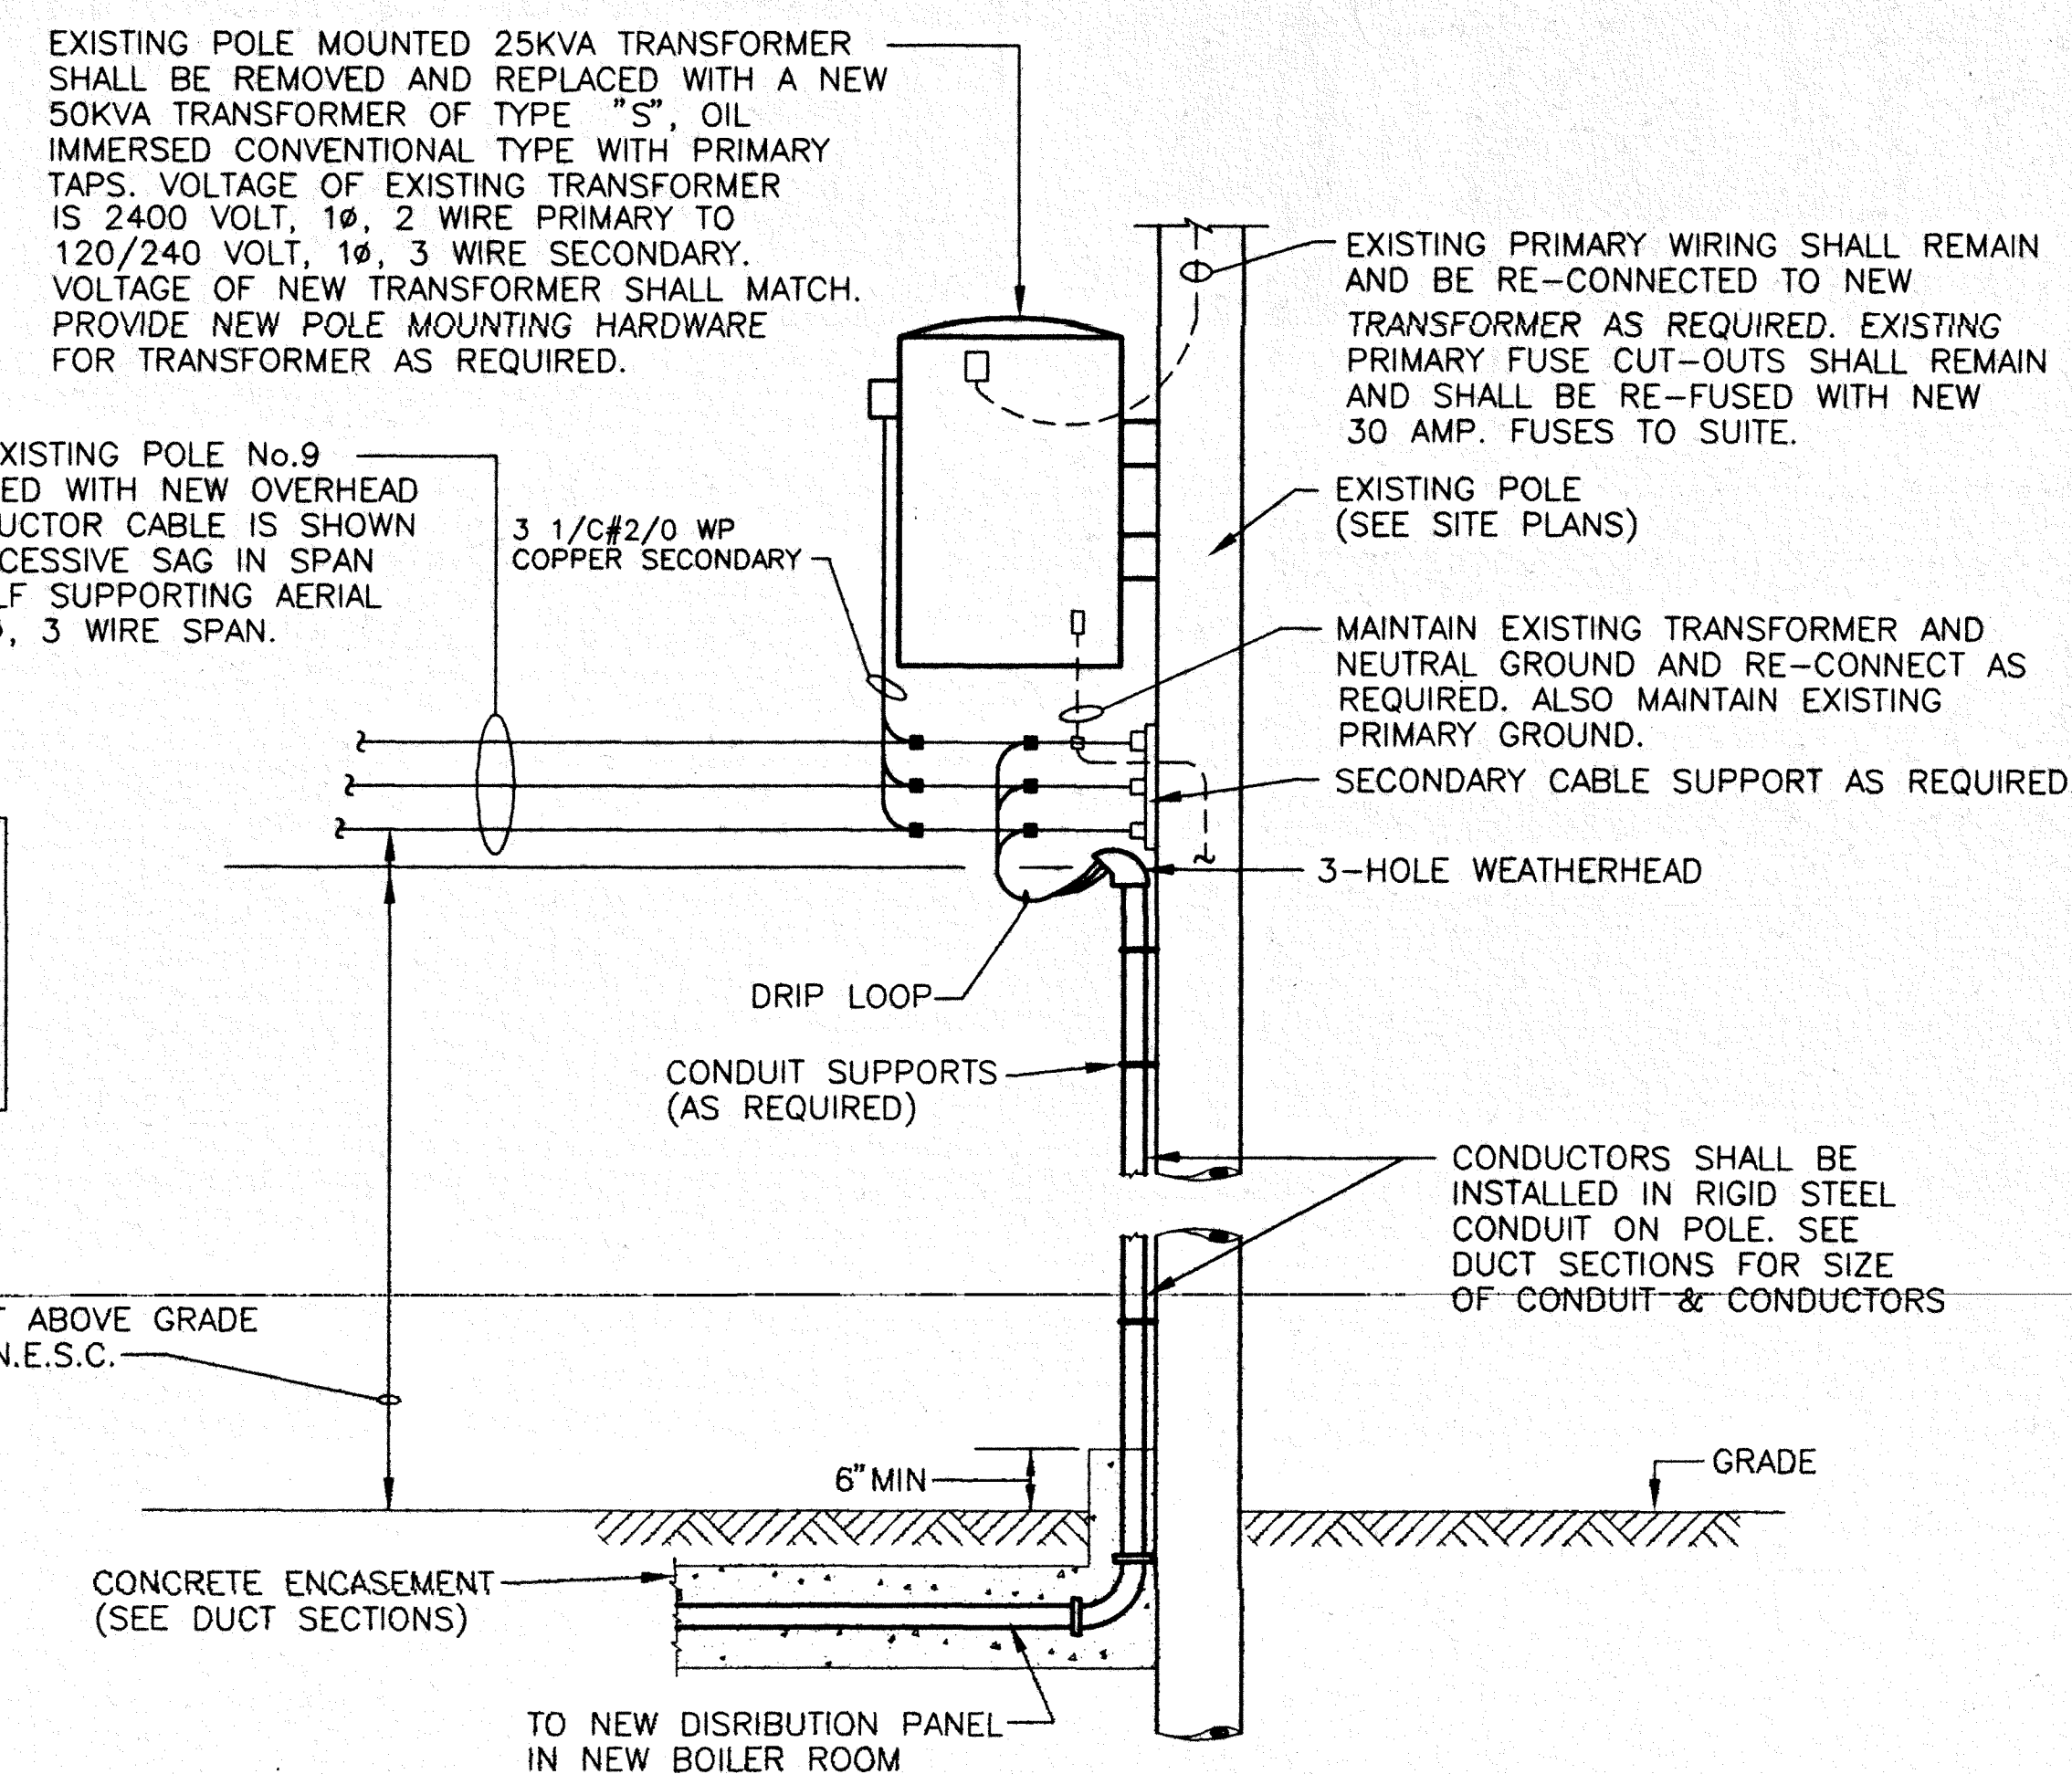 EXISTING POLE MOUNTED 25KVA TRANSFORMER
SHALL BE REMOVED AND REPLACED WITH A NEW
50KVA TRANSFORMER OF TYPE "S", OIL
IMMERSED CONVENTIONAL TYPE WITH PRIMARY
TAPS. VOLTAGE OF EXISTING TRANSFORMER
IS 2400 VOLT, 1ø, 2 WIRE PRIMARY TO
120/240 VOLT, 1ø, 3 WIRE SECONDARY.
VOLTAGE OF NEW TRANSFORMER SHALL MATCH.
PROVIDE NEW POLE MOUNTING HARDWARE
FOR TRANSFORMER AS REQUIRED.
EXISTING PRIMARY WIRING SHALL REMAIN
AND BE RE-CONNECTED TO NEW
TRANSFORMER AS REQUIRED. EXISTING
PRIMARY FUSE CUT-OUTS SHALL REMAIN
AND SHALL BE RE-FUSED WITH NEW
30 AMP. FUSES TO SUITE.
XISTING POLE No.9
ED WITH NEW OVERHEAD
UCTOR CABLE IS SHOWN
CESSIVE SAG IN SPAN
LF SUPPORTING AERIAL
, 3 WIRE SPAN.
3 1/C#2/0 WP
COPPER SECONDARY
EXISTING POLE
(SEE SITE PLANS)
MAINTAIN EXISTING TRANSFORMER AND
NEUTRAL GROUND AND RE-CONNECT AS
REQUIRED. ALSO MAINTAIN EXISTING
PRIMARY GROUND.
SECONDARY CABLE SUPPORT AS REQUIRED
3-HOLE WEATHERHEAD
DRIP LOOP
CONDUIT SUPPORTS
(AS REQUIRED)
CONDUCTORS SHALL BE
INSTALLED IN RIGID STEEL
CONDUIT ON POLE. SEE
DUCT SECTIONS FOR SIZE
OF CONDUIT & CONDUCTORS
T ABOVE GRADE
N.E.S.C.
6" MIN
GRADE
CONCRETE ENCASEMENT
(SEE DUCT SECTIONS)
TO NEW DISRIBUTION PANEL
IN NEW BOILER ROOM